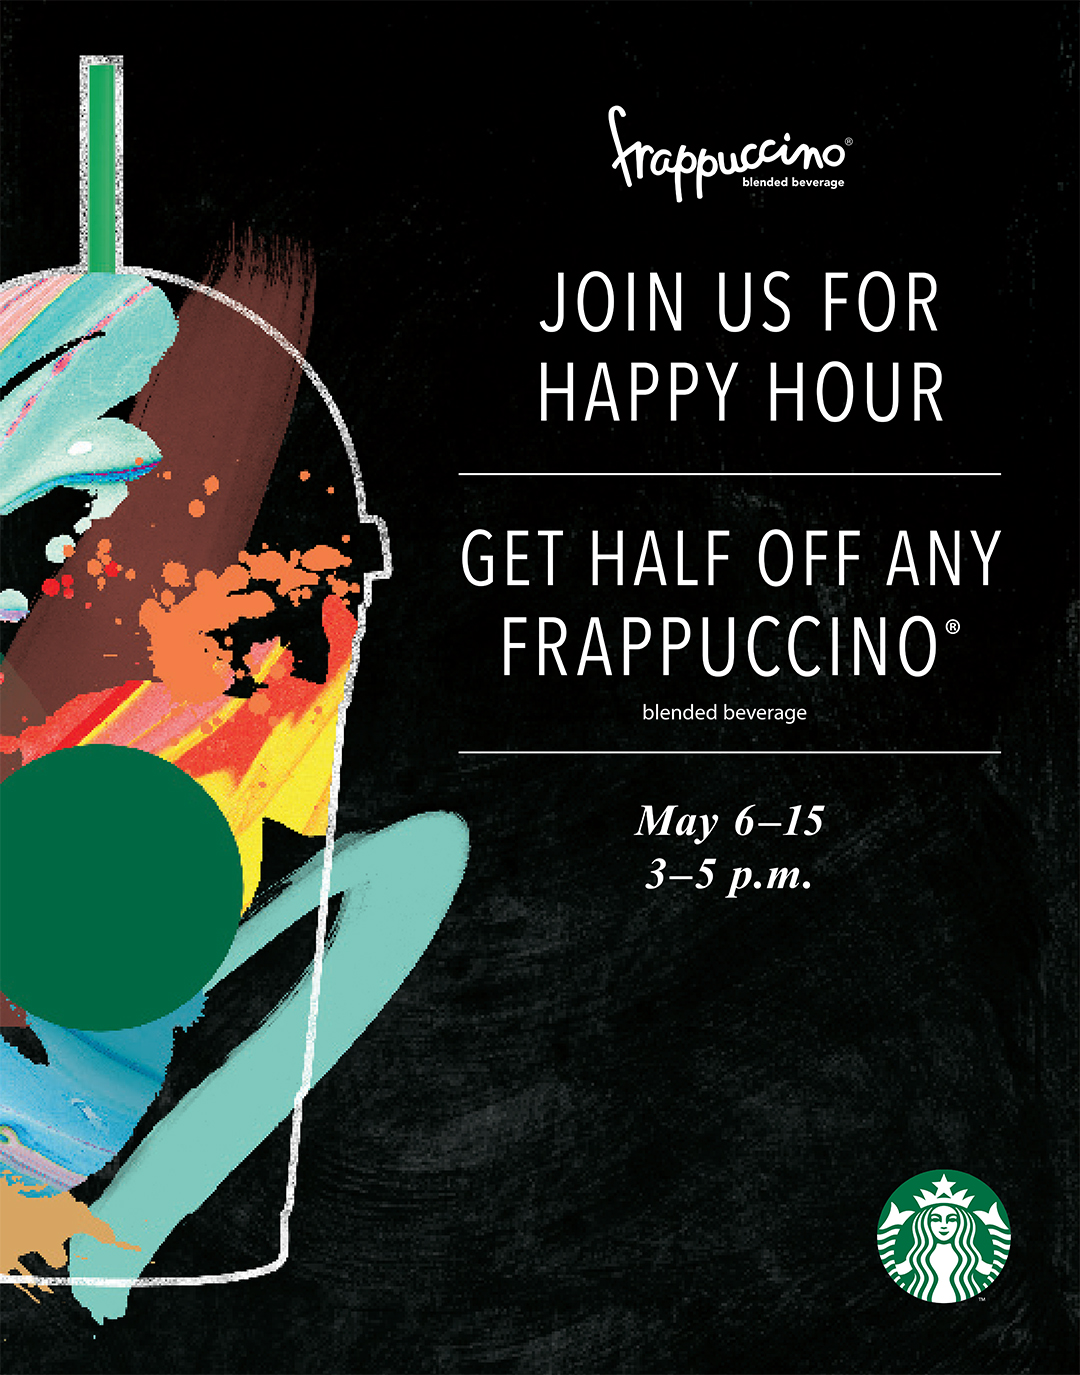 frappuccino®
blended beverage
JOIN US FOR
HAPPY HOUR
GET HALF OFF ANY
FRAPPUCCINO®
blended beverage
May 6–15
3–5 p.m.
TM